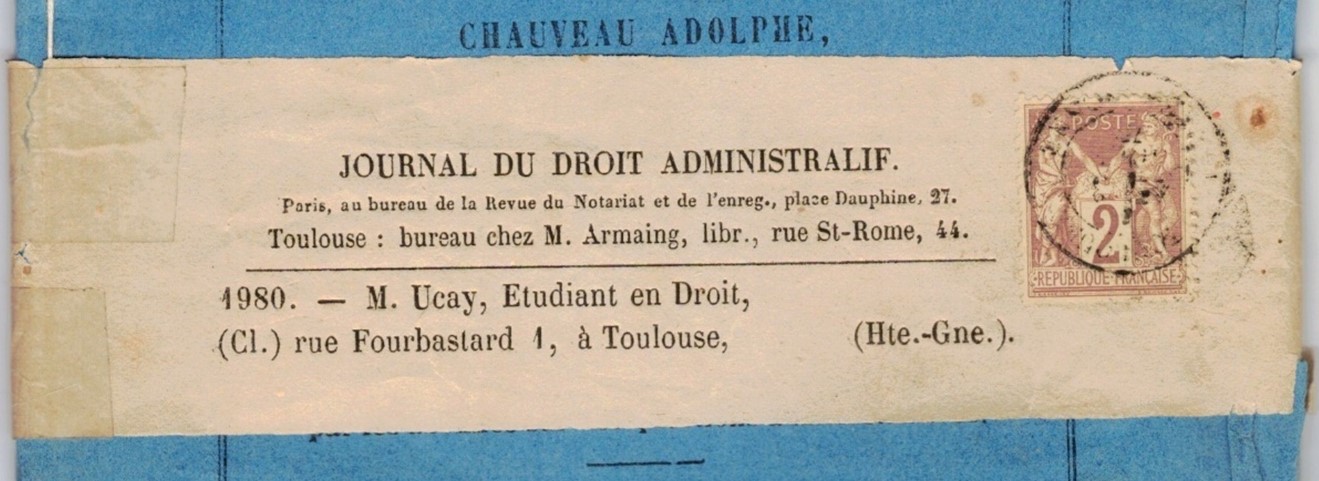 CHAUVEAU ADOLPHE,
JOURNAL DU DROIT ADMINISTRALIF.
Paris, au bureau de la Revue du Notariat et de l'enreg., place Dauphine, 27.
Toulouse : bureau chez M. Armaing, libr., rue St-Rome, 44.
1980. — M. Ucay, Etudiant en Droit,
(Cl.) rue Fourbastard 1, à Toulouse, (Hte.-Gne.).
POSTE
2
REPUBLIQUE FRANÇAISE